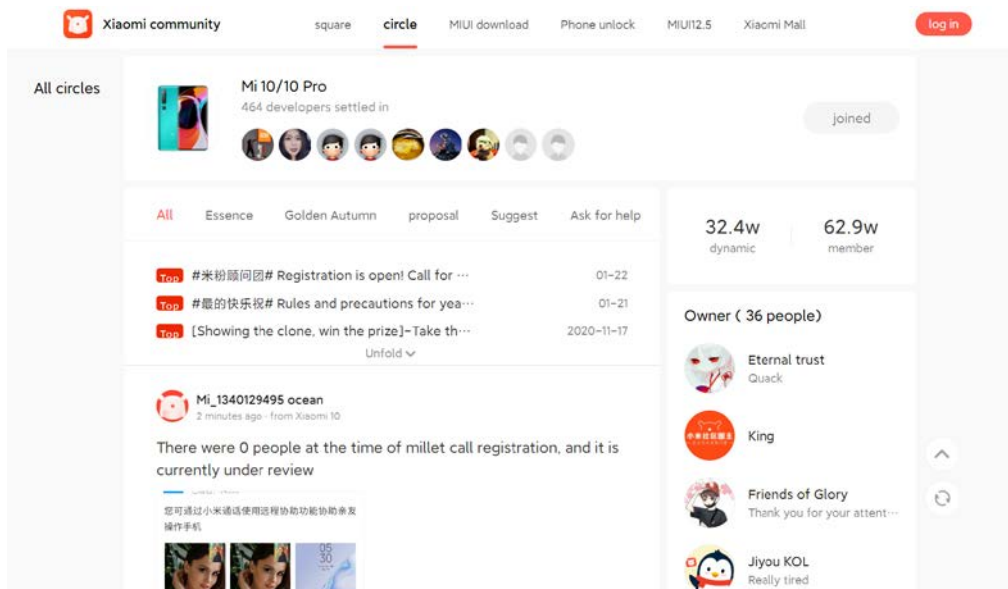 Xiaomi community
square
circle
MIUI download
Phone unlock
MIUI12.5
Xiaomi Mall
log in
All circles
Mi 10/10 Pro
464 developers settled in
joined
All
Essence
Golden Autumn
proposal
Suggest
Ask for help
Top #米粉顾问团# Registration is open! Call for ···
01-22
Top #最的快乐祝# Rules and precautions for yea···
01-21
Top [Showing the clone, win the prize]-Take th···
2020-11-17
Unfold
32.4w
dynamic
62.9w
member
Owner ( 36 people)
Eternal trust
Quack
King
Friends of Glory
Thank you for your attent···
Jiyou KOL
Really tired
Mi_1340129495 ocean
2 minutes ago · from Xiaomi 10
There were 0 people at the time of millet call registration, and it is
currently under review
您可通过小米通话使用远程协助功能协助亲友
操作手机
05
30